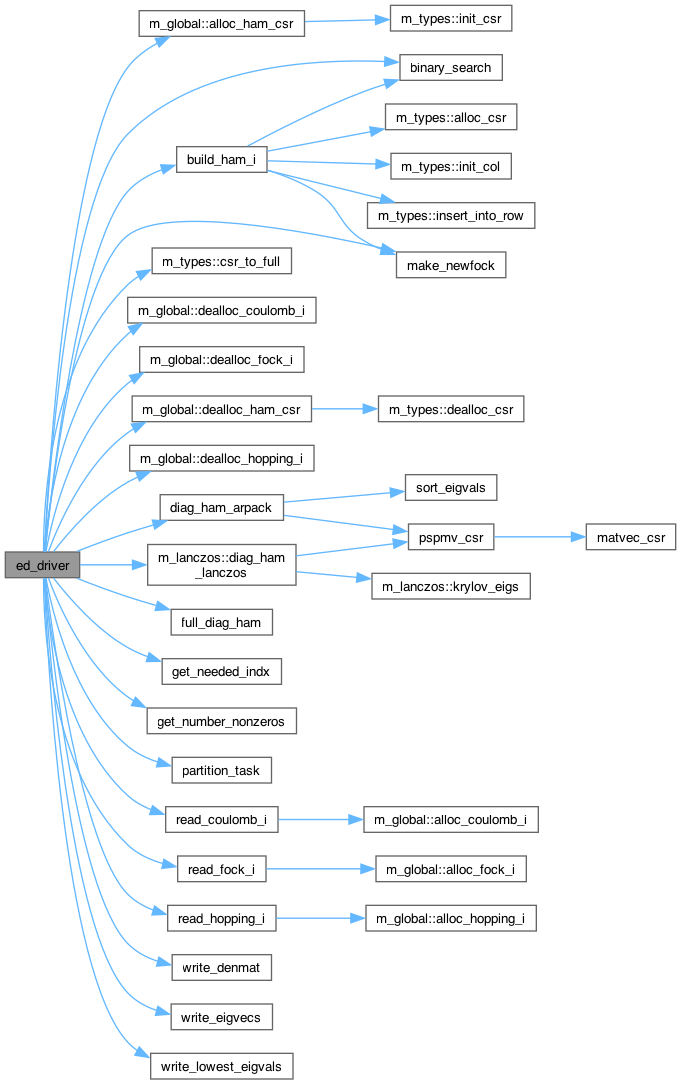 m_global::alloc_ham_csr
m_types::init_csr
binary_search
m_types::alloc_csr
build_ham_i
m_types::init_col
m_types::insert_into_row
make_newfock
m_types::csr_to_full
m_global::dealloc_coulomb_i
m_global::dealloc_fock_i
m_global::dealloc_ham_csr
m_types::dealloc_csr
m_global::dealloc_hopping_i
sort_eigvals
diag_ham_arpack
pspmv_csr
matvec_csr
ed_driver
m_lanczos::diag_ham
_lanczos
m_lanczos::krylov_eigs
full_diag_ham
get_needed_indx
get_number_nonzeros
partition_task
read_coulomb_i
m_global::alloc_coulomb_i
read_fock_i
m_global::alloc_fock_i
read_hopping_i
m_global::alloc_hopping_i
write_denmat
write_eigvecs
write_lowest_eigvals